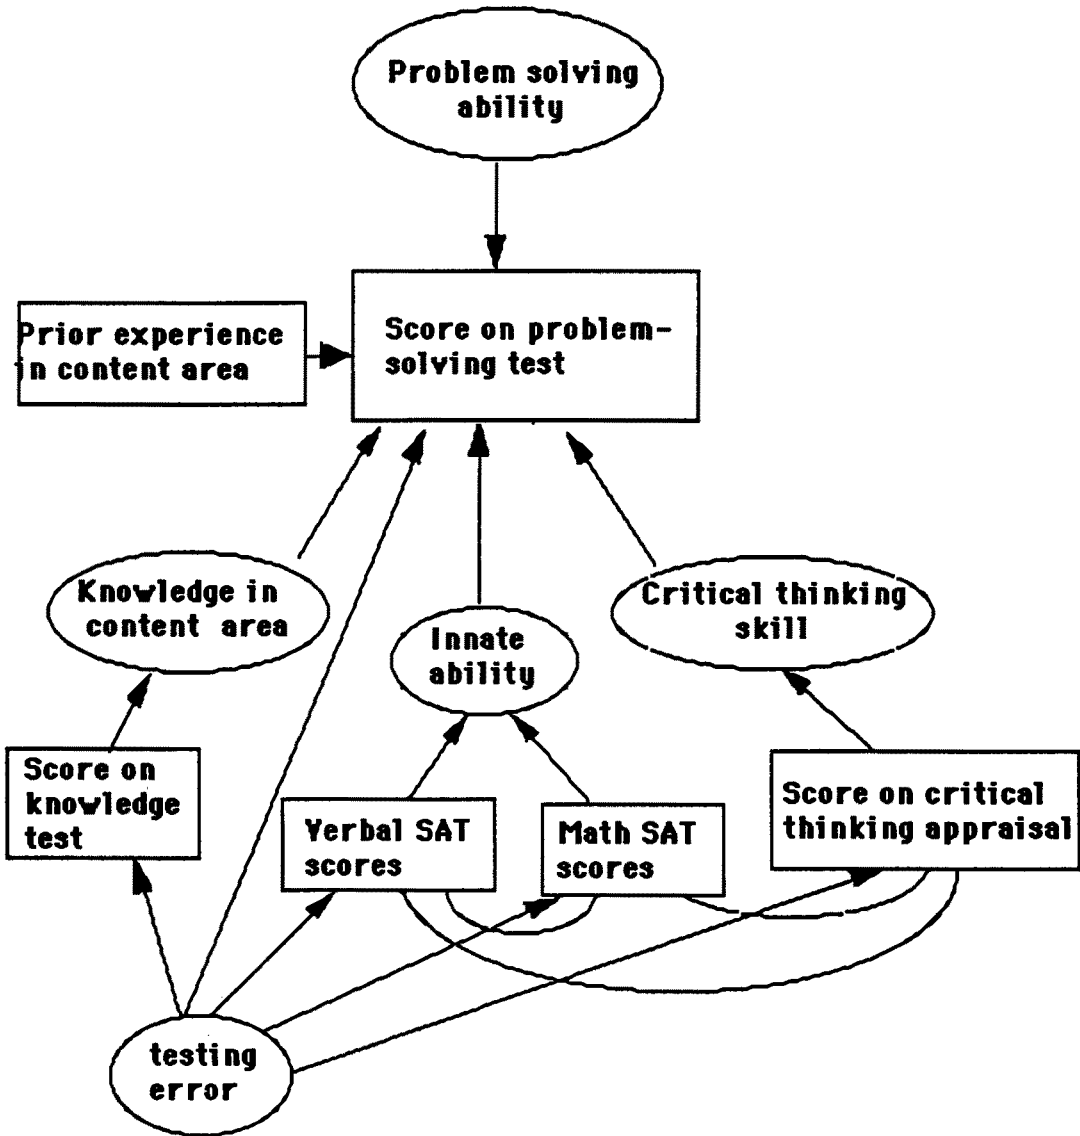 Problem solving
ability
Prior experience
in content area
Score on problem-
solving test
Knowledge in
content area
Innate
ability
Critical thinking
skill
Score on
knowledge
test
Verbal SAT
scores
Math SAT
scores
Score on critical
thinking appraisal
testing
error